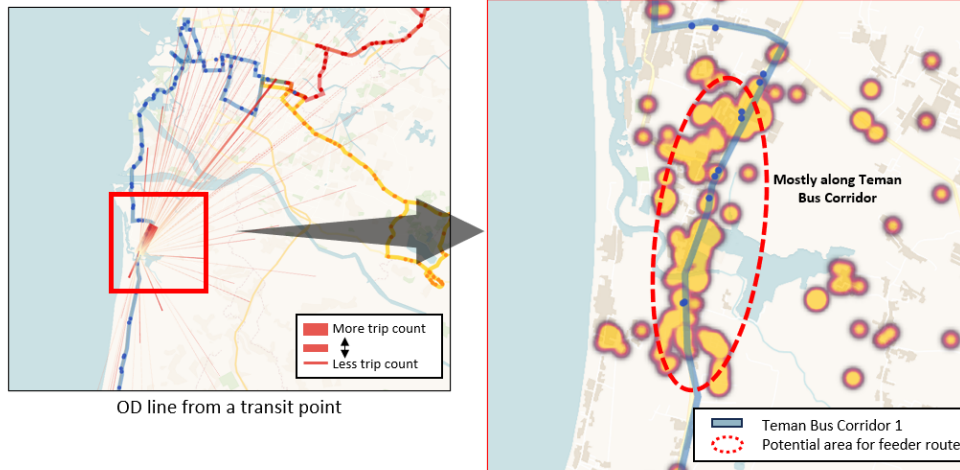 More trip count
Less trip count
OD line from a transit point
Mostly along Teman
Bus Corridor
Teman Bus Corridor 1
Potential area for feeder route